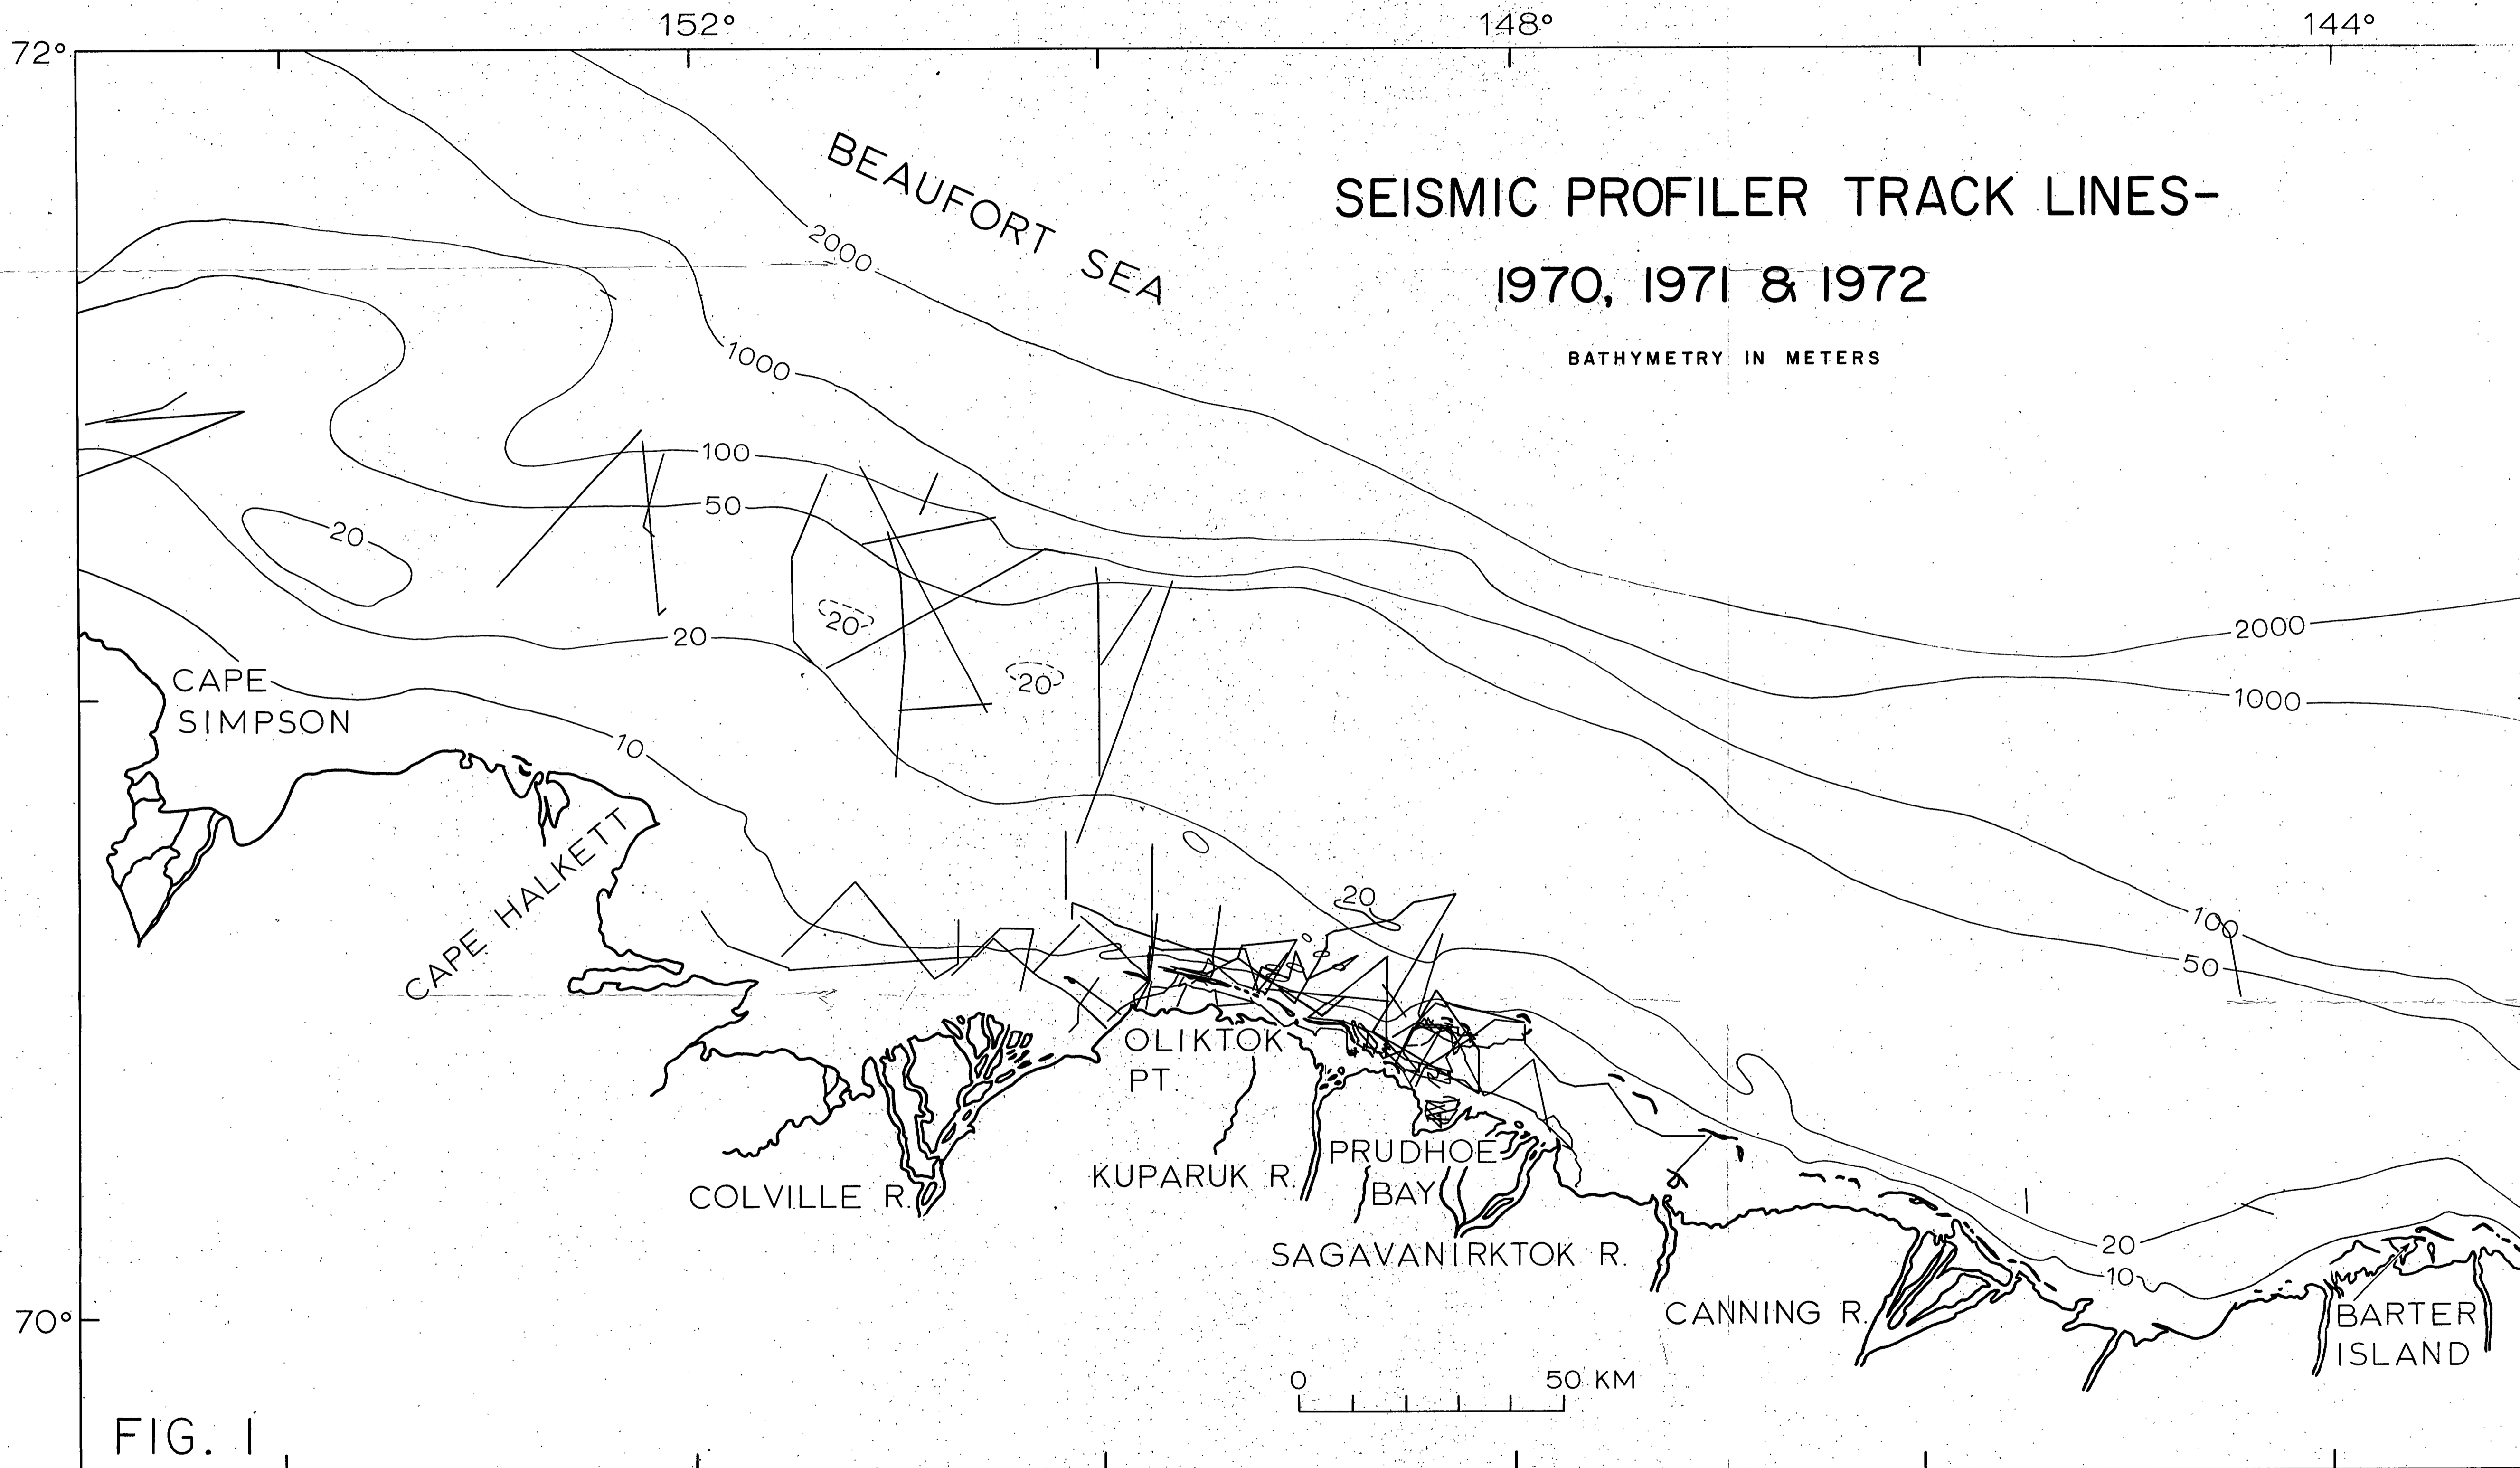 152°
148°
144°
72°
BEAUFORT SEA
SEISMIC PROFILER TRACK LINES-
1970, 1971 & 1972
BATHYMETRY IN METERS
2000
1000
100
50
20
20
20
20
20
2000
1000
CAPE
SIMPSON
10
CAPE HALKETT
20
100
50
OLIKTOK
PT.
PRUDHOE
BAY
KUPARUK R.
COLVILLE R.
SAGAVANIRKTOK R.
20
10
CANNING R.
BARTER
ISLAND
70°
0 50 KM
FIG. 1